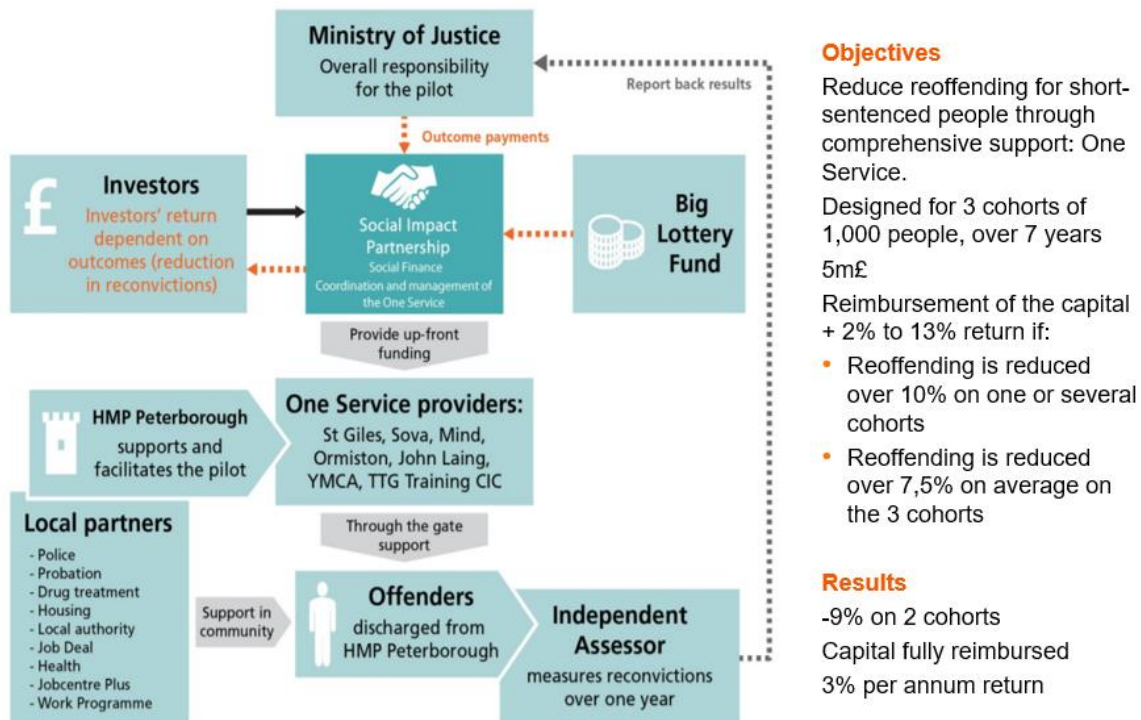 Ministry of Justice
Overall responsibility
for the pilot
Report back results
Outcome payments
£
Investors
Investors' return
dependent on
outcomes (reduction
in reconvictions)
Social Impact
Partnership
Social Finance
Coordination and management of
the One Service
Big
Lottery
Fund
Provide up-front
funding
HMP Peterborough
supports and
facilitates the pilot
One Service providers:
St Giles, Sova, Mind,
Ormiston, John Laing,
YMCA, TTG Training CIC
Local partners
- Police
- Probation
- Drug treatment
- Housing
- Local authority
- Job Deal
- Health
- Jobcentre Plus
- Work Programme
Through the gate
support
Support in
community
Offenders
discharged from
HMP Peterborough
Independent
Assessor
measures reconvictions
over one year
Objectives
Reduce reoffending for short-
sentenced people through
comprehensive support: One
Service.
Designed for 3 cohorts of
1,000 people, over 7 years
5m£
Reimbursement of the capital
+ 2% to 13% return if:
• Reoffending is reduced
over 10% on one or several
cohorts
• Reoffending is reduced
over 7,5% on average on
the 3 cohorts
Results
-9% on 2 cohorts
Capital fully reimbursed
3% per annum return